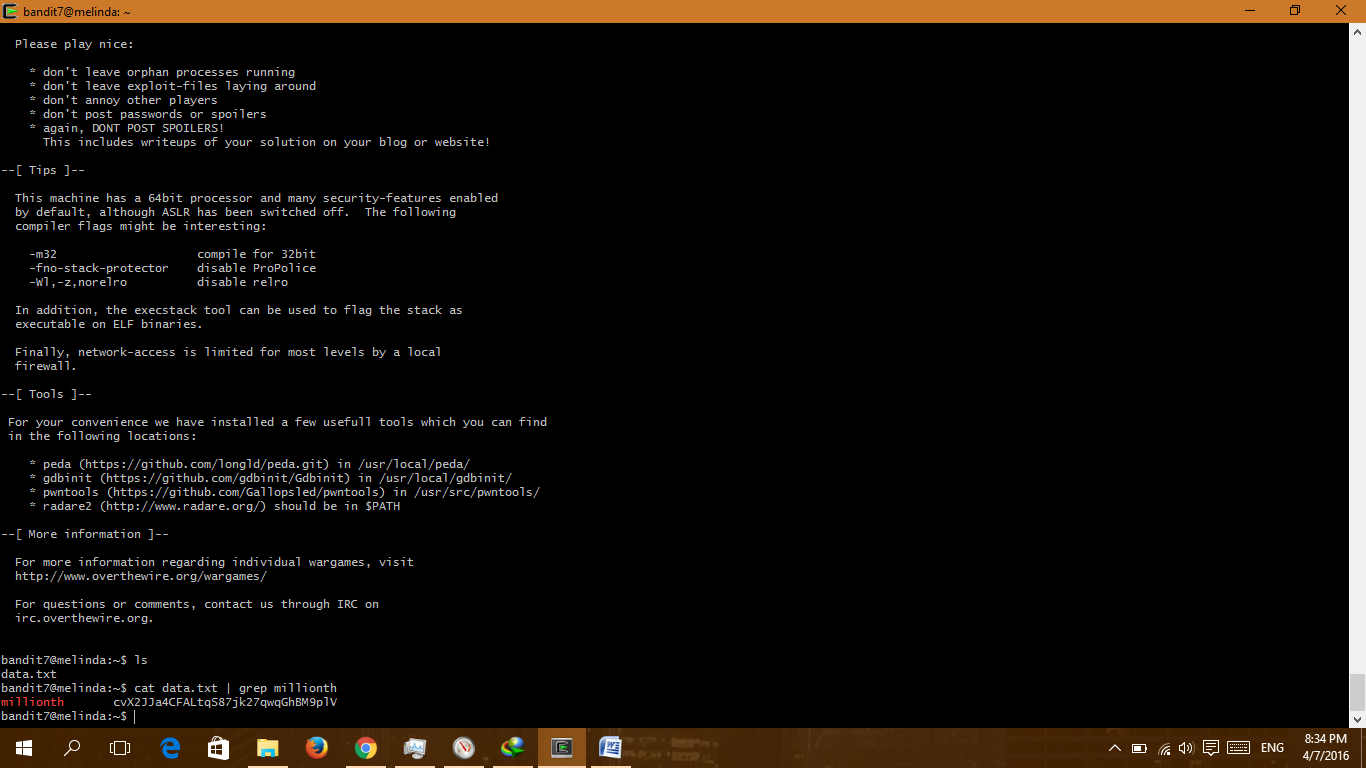 bandit7@melinda: ~
Please play nice:
* don't leave orphan processes running
* don't leave exploit-files laying around
* don't annoy other players
* don't post passwords or spoilers
* again, DONT POST SPOILERS!
This includes writeups of your solution on your blog or website!
--[ Tips ]--
This machine has a 64bit processor and many security-features enabled
by default, although ASLR has been switched off.  The following
compiler flags might be interesting:
-m32                    compile for 32bit
-fno-stack-protector    disable ProPolice
-Wl,-z,norelro          disable relro
In addition, the execstack tool can be used to flag the stack as
executable on ELF binaries.
Finally, network-access is limited for most levels by a local
firewall.
--[ Tools ]--
For your convenience we have installed a few usefull tools which you can find
in the following locations:
* peda (https://github.com/longld/peda.git) in /usr/local/peda/
* gdbinit (https://github.com/gdbinit/Gdbinit) in /usr/local/gdbinit/
* pwntools (https://github.com/Gallopsled/pwntools) in /usr/src/pwntools/
* radare2 (http://www.radare.org/) should be in $PATH
--[ More information ]--
For more information regarding individual wargames, visit
http://www.overthewire.org/wargames/
For questions or comments, contact us through IRC on
irc.overthewire.org.
bandit7@melinda:~$ ls
data.txt
bandit7@melinda:~$ cat data.txt | grep millionth
millionth       cvX2JJa4CFALtqS87jk27qwqGhBM9plV
bandit7@melinda:~$
ENG
8:34 PM
4/7/2016